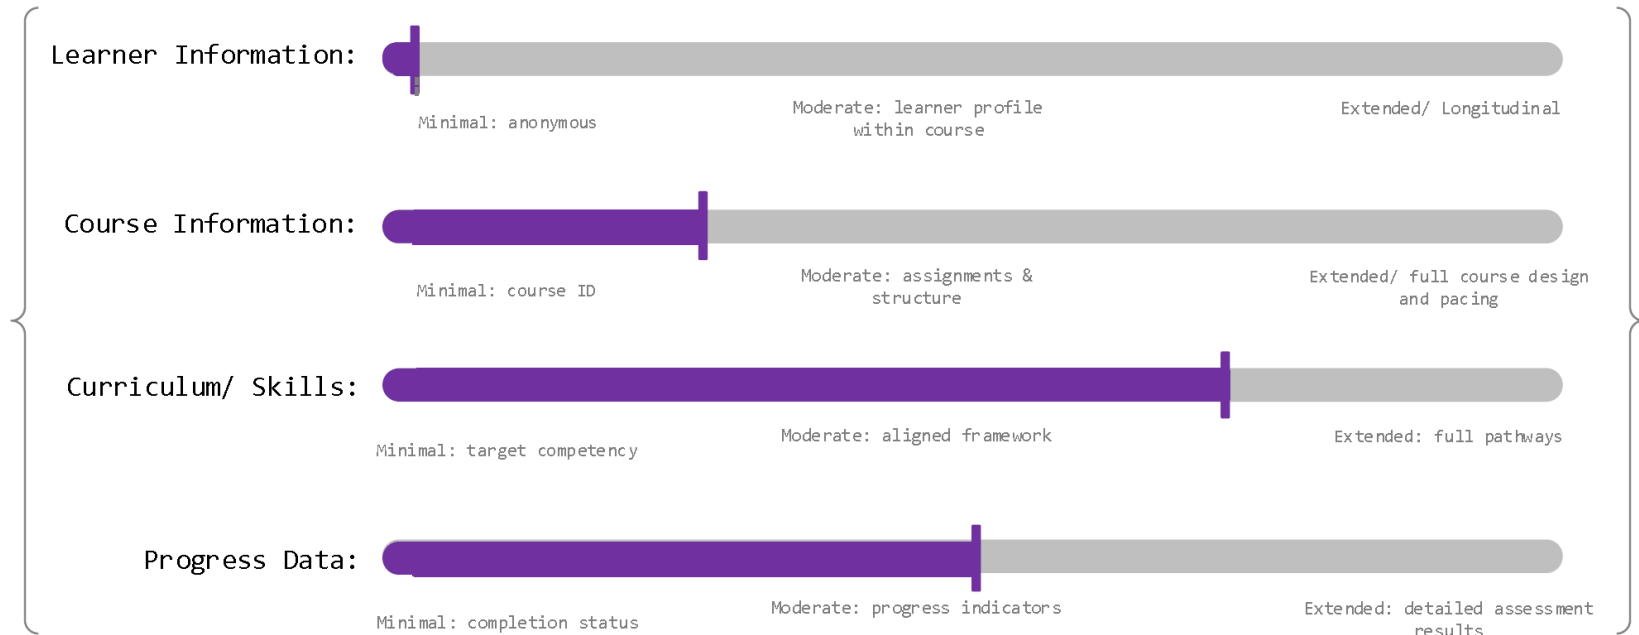 Learner Information:
Minimal: anonymous
Moderate: learner profile
within course
Extended/ Longitudinal
Course Information:
Minimal: course ID
Moderate: assignments &
structure
Extended/ full course design
and pacing
Curriculum/ Skills:
Minimal: target competency
Moderate: aligned framework
Extended: full pathways
Progress Data:
Minimal: completion status
Moderate: progress indicators
Extended: detailed assessment
results